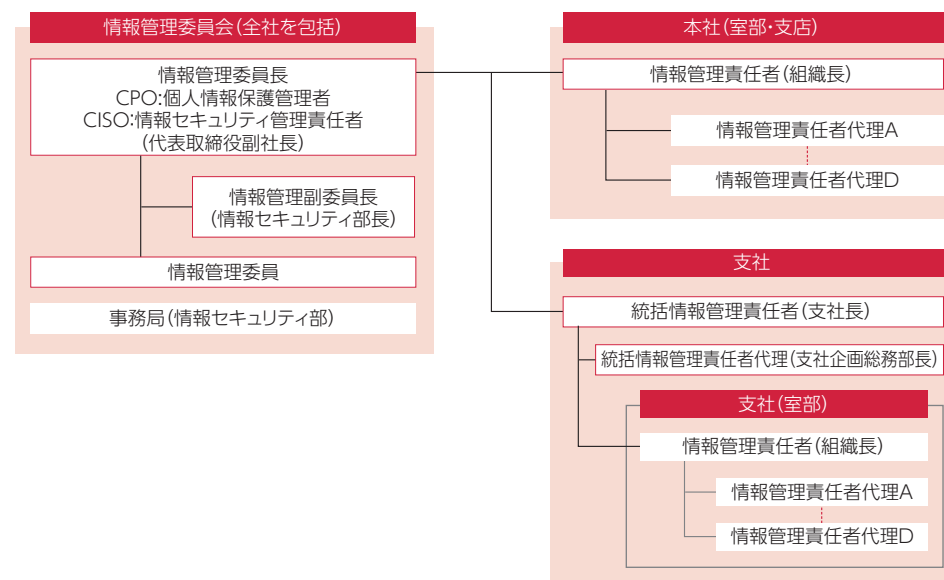 情報管理委員会(全社を包括)
情報管理委員長
CPO:個人情報保護管理者
CISO:情報セキュリティ管理責任者
(代表取締役副社長)
情報管理副委員長
(情報セキュリティ部長)
情報管理委員
事務局(情報セキュリティ部)
本社(室部・支店)
情報管理責任者(組織長)
情報管理責任者代理A
情報管理責任者代理D
支社
統括情報管理責任者(支社長)
統括情報管理責任者代理(支社企画総務部長)
支社(室部)
情報管理責任者(組織長)
情報管理責任者代理A
情報管理責任者代理D